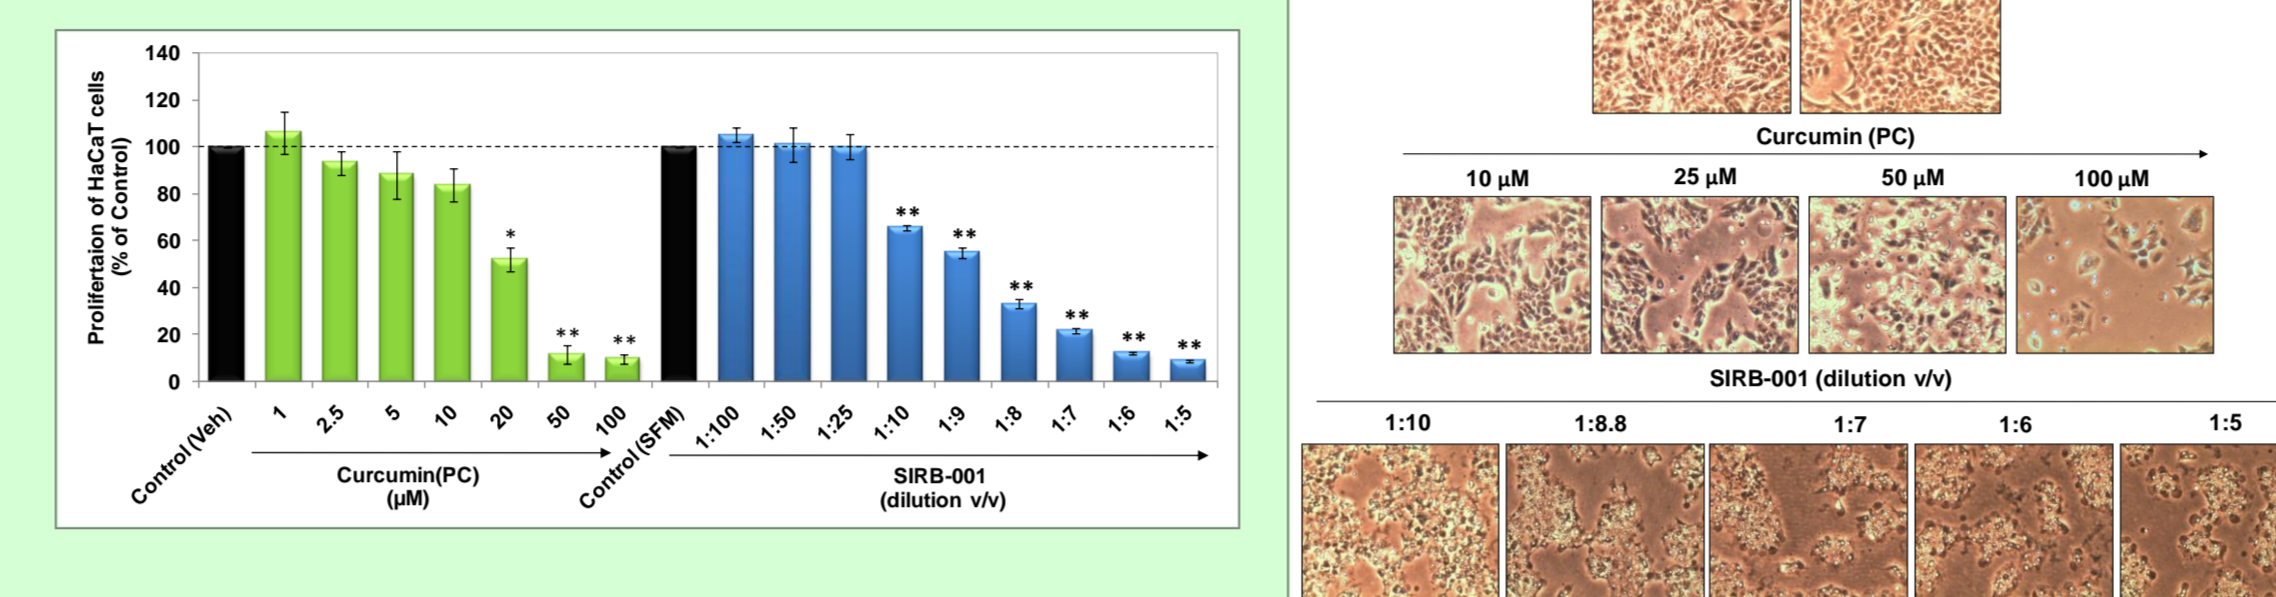 140
120
100
80
60
40
20
0
Prolifertaion of HaCaT cells
(% of Control)
*
**
**
**
**
**
**
**
**
Control (Veh)
1
2.5
5
10
20
50
100
Control (SFM)
1:100
1:50
1:25
1:10
1:9
1:8
1:7
1:6
1:5
Curcumin(PC)
(µM)
SIRB-001
(dilution v/v)
Curcumin (PC)
10 µM 25 µM 50 µM 100 µM
SIRB-001 (dilution v/v)
1:10 1:8.8 1:7 1:6 1:5